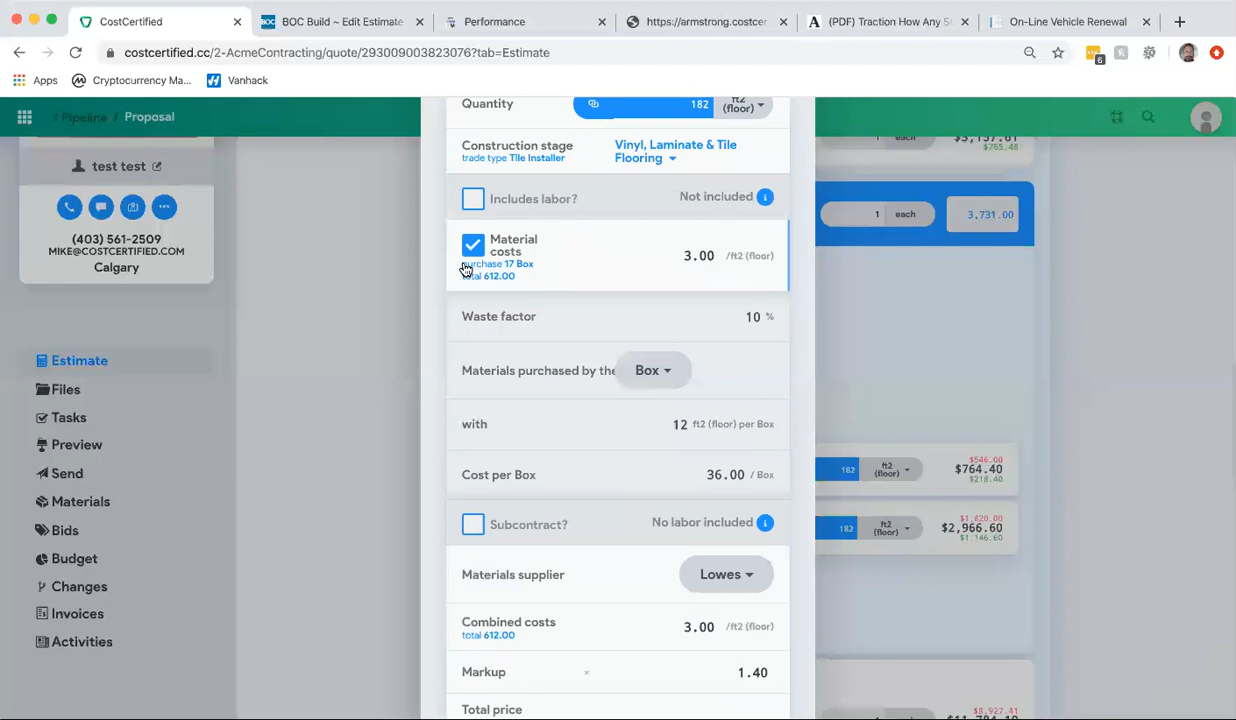 CostCertified
BOC Build ~ Edit Estimate
Performance
https://armstrong.costcer
(PDF) Traction How Any S
On-Line Vehicle Renewal
costcertified.cc/2-AcmeContracting/quote/293009003823076?tab=Estimate
6
Apps
Cryptocurrency Ma...
Vanhack
Pipeline / Proposal
test test
(403) 561-2509
MIKE@COSTCERTIFIED.COM
Calgary
Estimate
Files
Tasks
Preview
Send
Materials
Bids
Budget
Changes
Invoices
Activities
Quantity
182
ft2
(floor)
Construction stage
trade type Tile Installer
Vinyl, Laminate & Tile
Flooring
Includes labor?
Not included
Material
costs
purchase 17 Box
total 612.00
3.00 /ft2 (floor)
Waste factor
10 %
Materials purchased by the
Box
with
12 ft2 (floor) per Box
Cost per Box
36.00 / Box
Subcontract?
No labor included
Materials supplier
Lowes
Combined costs
total 612.00
3.00 /ft2 (floor)
Markup
×
1.40
Total price
each
$765.48
1 each
3,731.00
182
ft2
(floor)
$546.00
$764.40
$218.40
182
ft2
(floor)
$1,820.00
$2,966.60
$1,146.60
$8,927.41